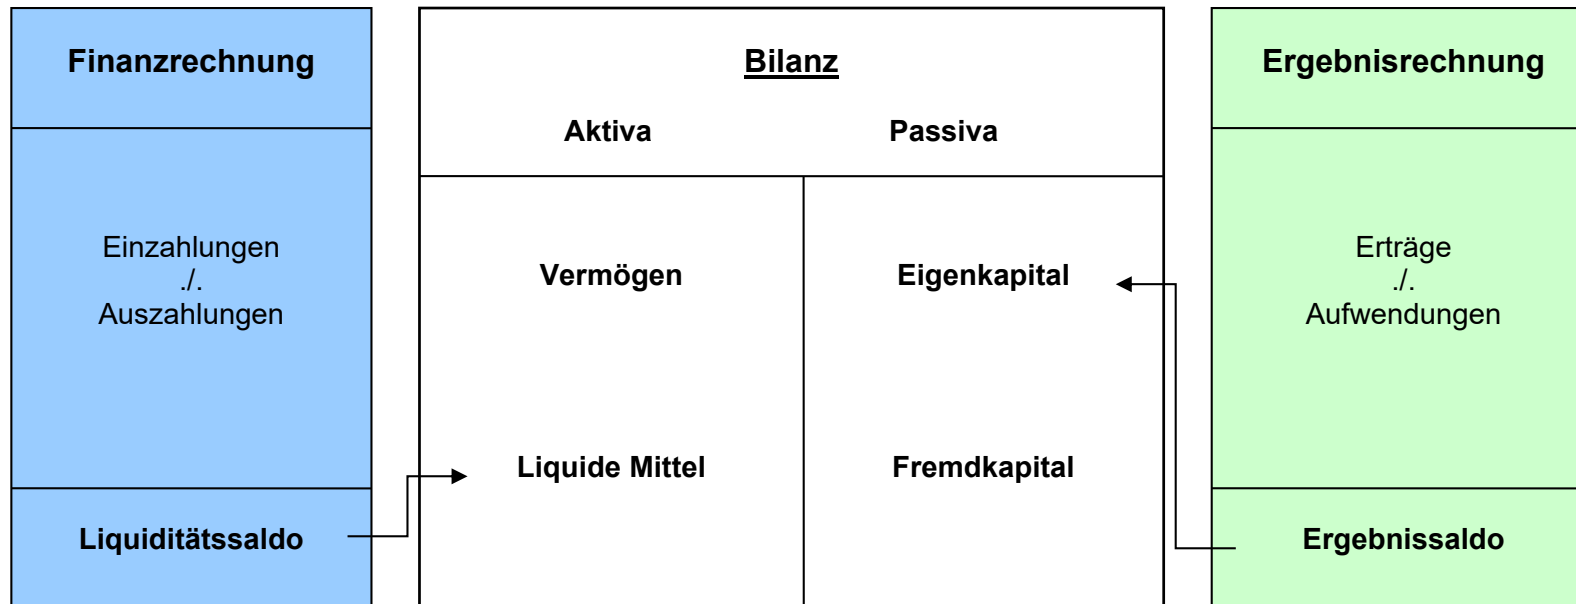 Finanzrechnung
Einzahlungen
./.
Auszahlungen
Liquiditätssaldo
Bilanz
Aktiva Passiva
Vermögen Eigenkapital
Liquide Mittel Fremdkapital
Ergebnisrechnung
Erträge
./.
Aufwendungen
Ergebnissaldo